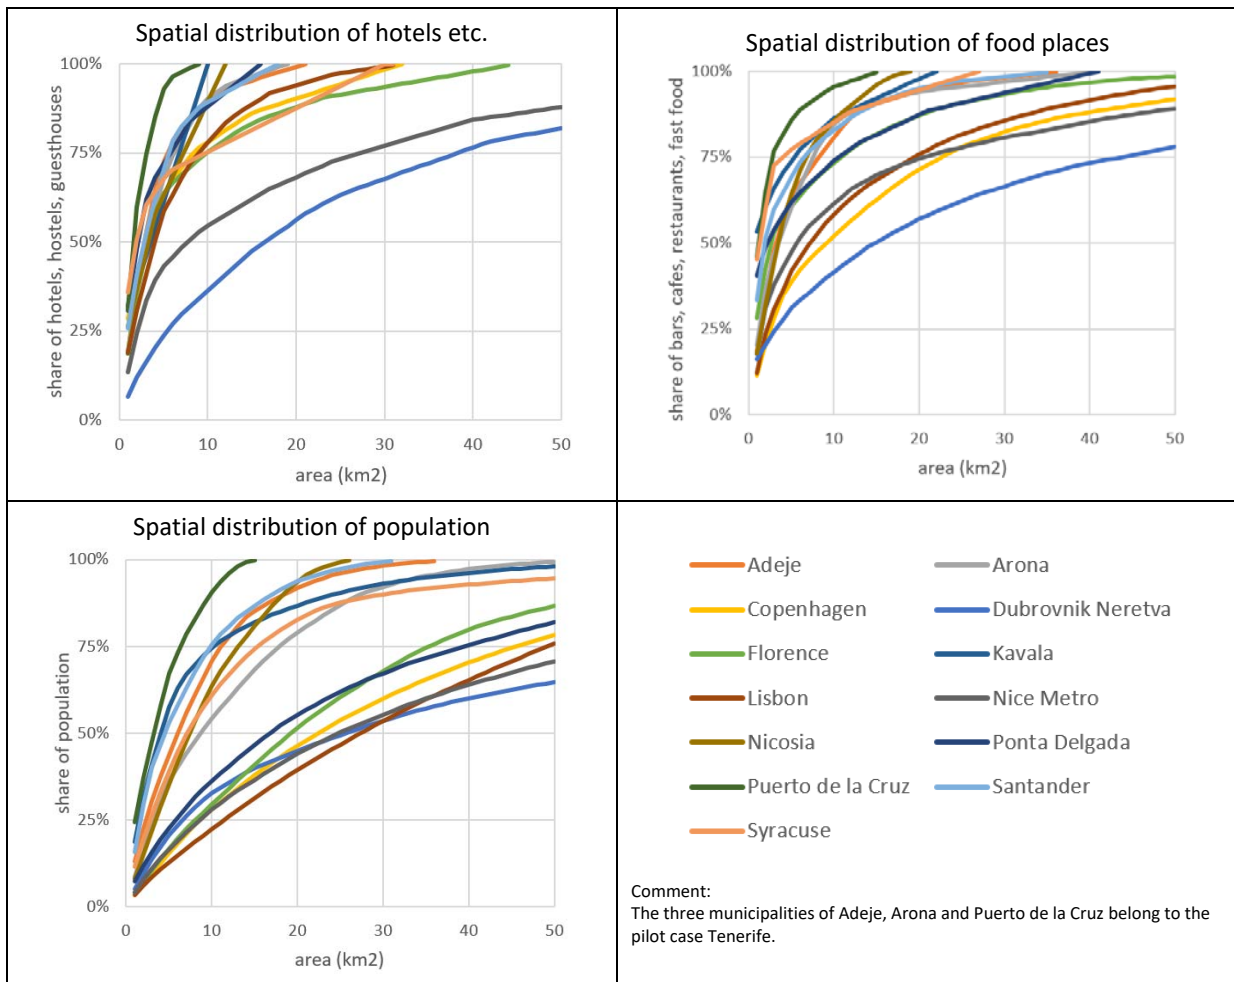 Spatial distribution of hotels etc.
share of hotels, hostels, guesthouses
100%
75%
50%
25%
0%
0 10 20 30 40 50
area (km2)
Spatial distribution of food places
share of bars, cafes, restaurants, fast food
100%
75%
50%
25%
0%
0 10 20 30 40 50
area (km2)
Spatial distribution of population
share of population
100%
75%
50%
25%
0%
0 10 20 30 40 50
area (km2)
Adeje Arona
Copenhagen Dubrovnik Neretva
Florence Kavala
Lisbon Nice Metro
Nicosia Ponta Delgada
Puerto de la Cruz Santander
Syracuse
Comment:
The three municipalities of Adeje, Arona and Puerto de la Cruz belong to the
pilot case Tenerife.